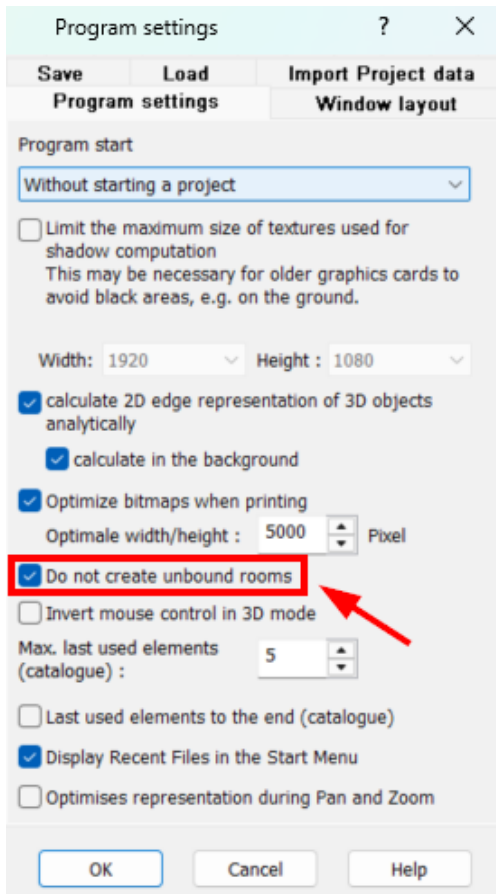 Program settings ?
Save Load Import Project data
Program settings Window layout
Program start
Without starting a project
Limit the maximum size of textures used for
shadow computation
This may be necessary for older graphics cards to
avoid black areas, e.g. on the ground.
Width: 1920 Height : 1080
calculate 2D edge representation of 3D objects
analytically
calculate in the background
Optimize bitmaps when printing
Optimale width/height : 5000 Pixel
Do not create unbound rooms
Invert mouse control in 3D mode
Max. last used elements
(catalogue) : 5
Last used elements to the end (catalogue)
Display Recent Files in the Start Menu
Optimises representation during Pan and Zoom
OK Cancel Help